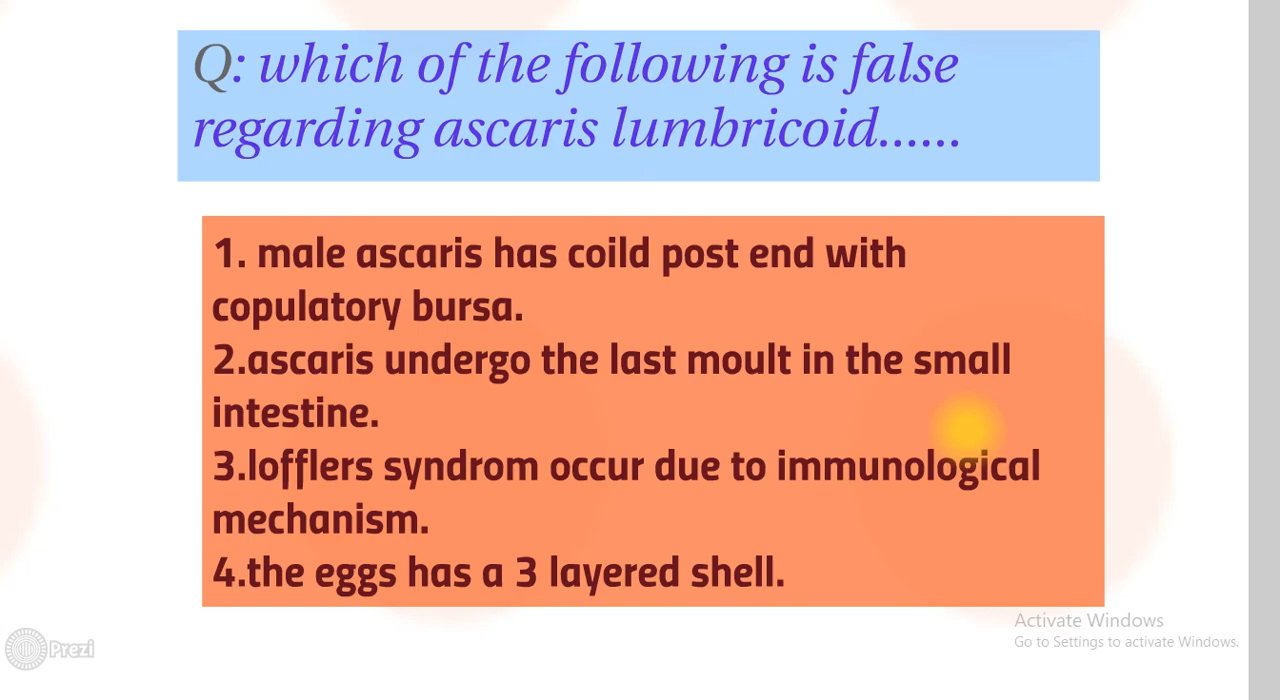 Q: which of the following is false
regarding ascaris lumbricoid......
1. male ascaris has coild post end with
copulatory bursa.
2.ascaris undergo the last moult in the small
intestine.
3.lofflers syndrom occur due to immunological
mechanism.
4.the eggs has a 3 layered shell.
Activate Windows
Go to Settings to activate Windows.
Prezi